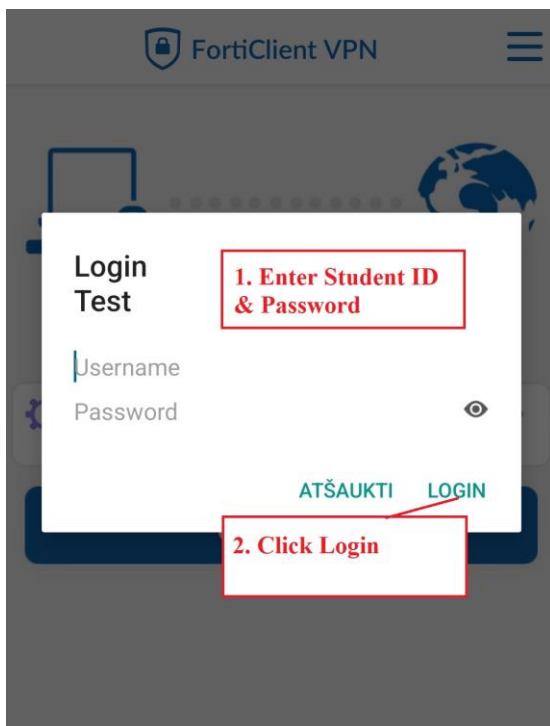 FortiClient VPN
Login
Test
1. Enter Student ID
& Password
Username
Password
ATŠAUKTI LOGIN
2. Click Login